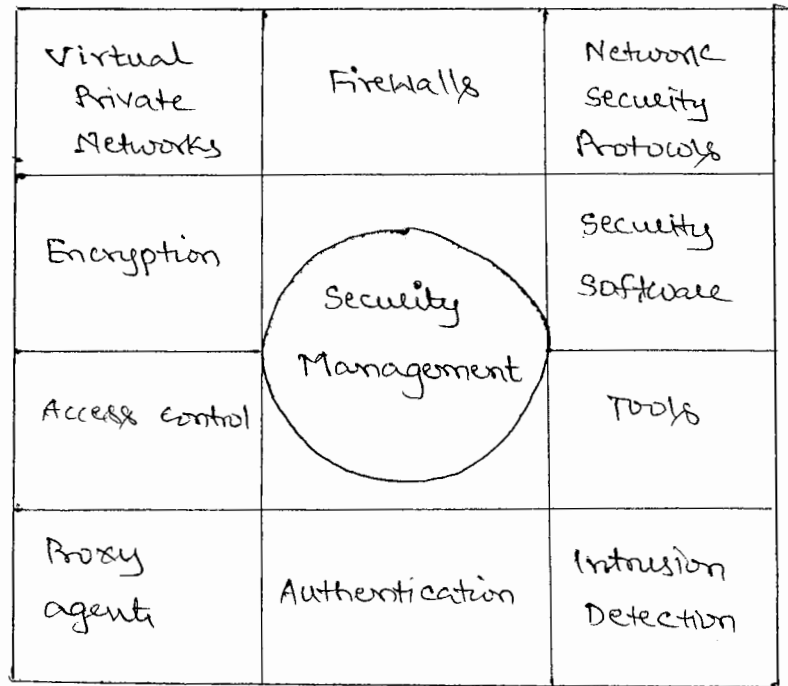 Virtual
Private
Networks
Firewalls
Network
Security
Protocols
Encryption
Security
Management
Security
Software
Access control
Tools
Proxy
agents
Authentication
Intrusion
Detection